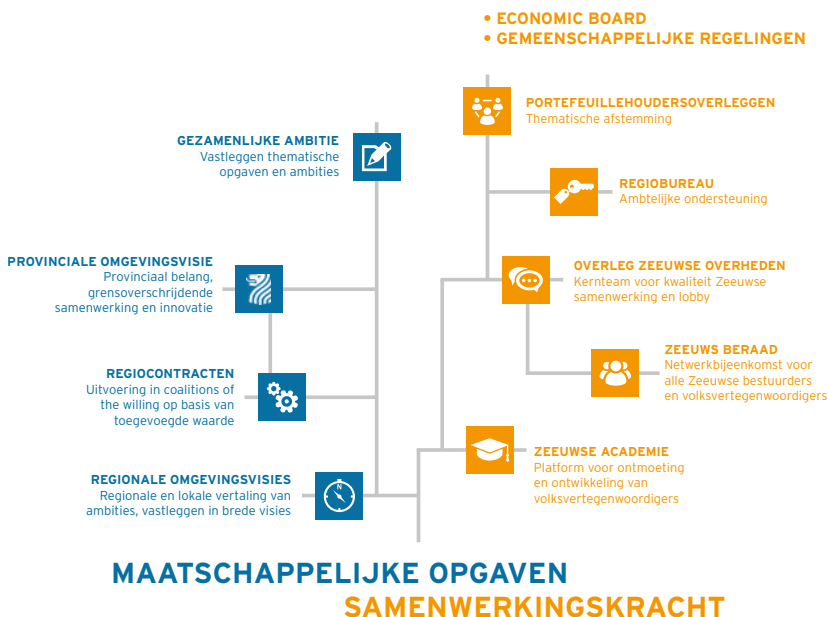 • ECONOMIC BOARD
• GEMEENSCHAPPELIJKE REGELINGEN
PORTEFEUILLEHOUDERSOVERLEGGEN
Thematische afstemming
GEZAMENLIJKE AMBITIE
Vastleggen thematische
opgaven en ambities
REGIOBUREAU
Ambtelijke ondersteuning
PROVINCIALE OMGEVINGSVISIE
Provinciaal belang,
grensoverschrijdende
samenwerking en innovatie
OVERLEG ZEEUWSE OVERHEDEN
Kernteam voor kwaliteit Zeeuwse
samenwerking en lobby
ZEEUWS BERAAD
Netwerkbijeenkomst voor
alle Zeeuwse bestuurders
en volksvertegenwoordigers
REGIOCONTRACTEN
Uitvoering in coalitions of
the willing op basis van
toegevoegde waarde
ZEEUWSE ACADEMIE
Platform voor ontmoeting
en ontwikkeling van
volksvertegenwoordigers
REGIONALE OMGEVINGSVISIES
Regionale en lokale vertaling van
ambities, vastleggen in brede visies
N
MAATSCHAPPELIJKE OPGAVEN
SAMENWERKINGSKRACHT